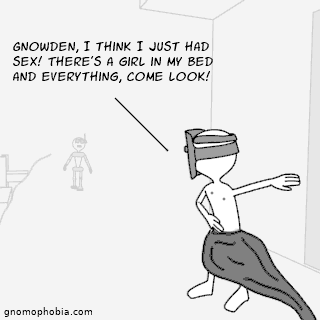 GNOWDEN, I THINK I JUST HAD
SEX! THERE'S A GIRL IN MY BED
AND EVERYTHING, COME LOOK!
gnomophobia.com